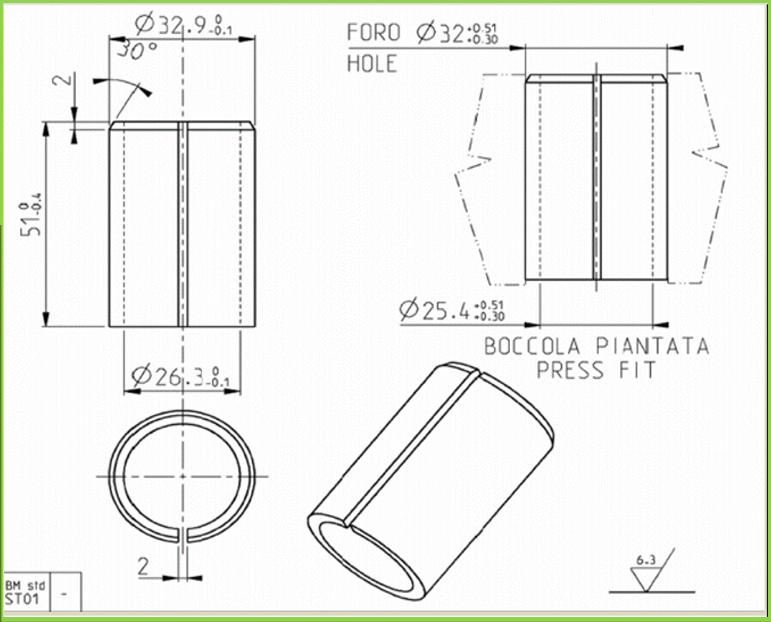 Ø32.9 0 -0.1
30°
2
51 0 -0.4
Ø26.3 0 -0.1
2
FORO Ø32 +0.51 +0.30
HOLE
Ø25.4 +0.51 +0.30
BOCCOLA PIANTATA
PRESS FIT
6.3
BM std
ST01
-